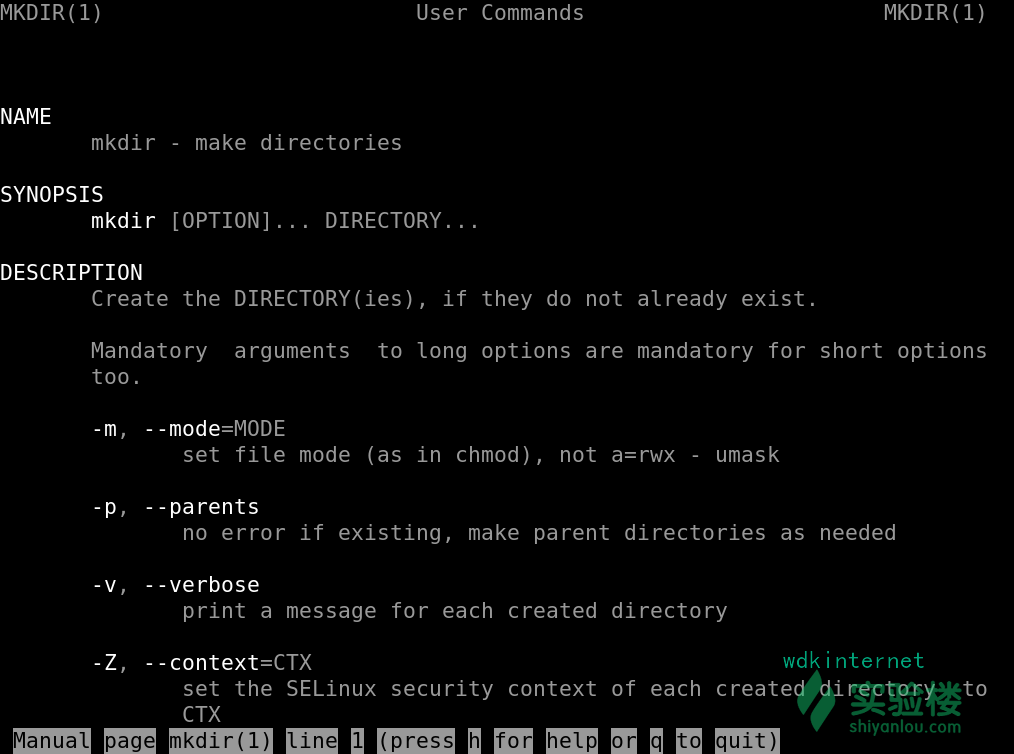 MKDIR(1) User Commands MKDIR(1)
NAME
mkdir - make directories
SYNOPSIS
mkdir [OPTION]... DIRECTORY...
DESCRIPTION
Create the DIRECTORY(ies), if they do not already exist.
Mandatory  arguments  to long options are mandatory for short options
too.
-m, --mode=MODE
set file mode (as in chmod), not a=rwx - umask
-p, --parents
no error if existing, make parent directories as needed
-v, --verbose
print a message for each created directory
-Z, --context=CTX
set the SELinux security context of each created directory  to
CTX
Manual page mkdir(1) line 1 (press h for help or q to quit)
wdkinternet
实验楼
shiyanlou.com